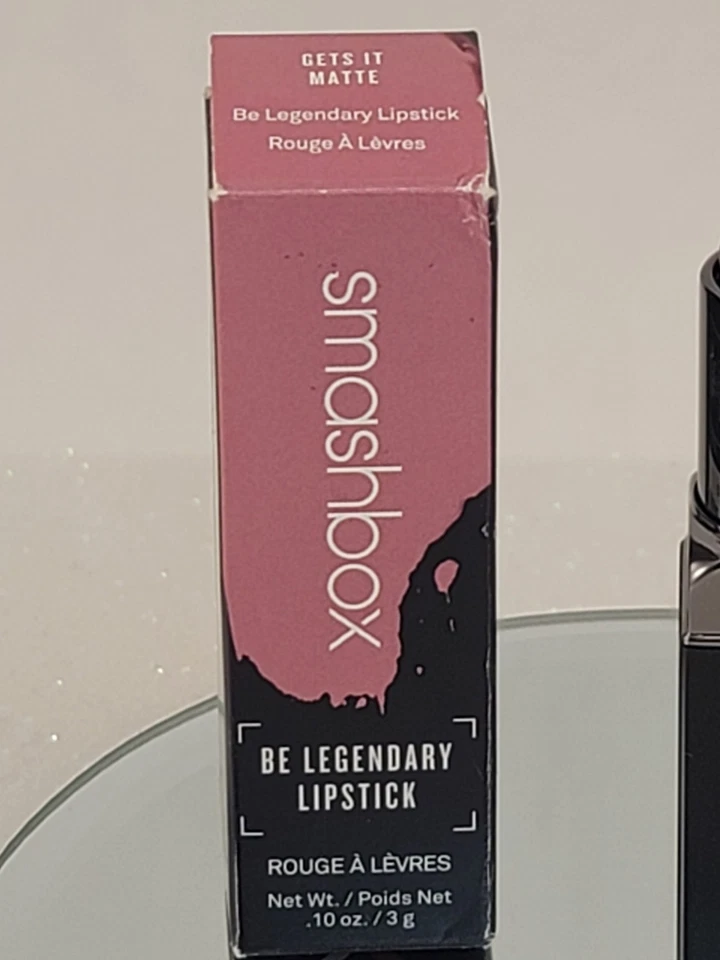 GETS IT
MATTE
Be Legendary Lipstick
Rouge À Lèvres
smashbox
BE LEGENDARY
LIPSTICK
ROUGE À LÈVRES
Net Wt. / Poids Net
.10 oz. / 3 g